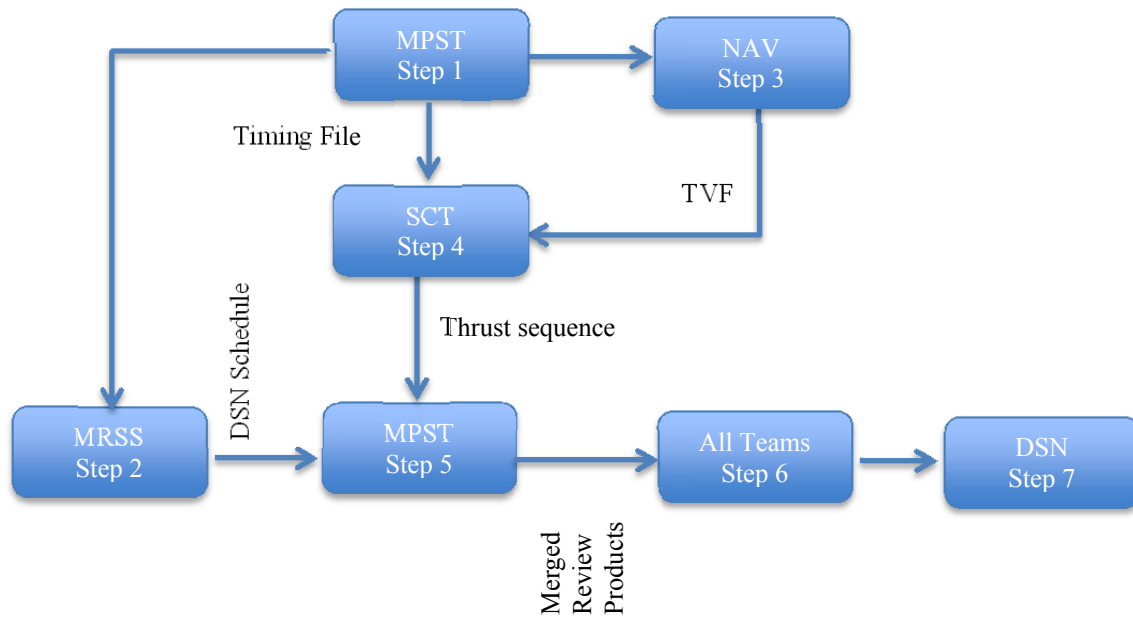 MPST
Step 1
NAV
Step 3
Timing File
TVF
SCT
Step 4
DSN Schedule
Thrust sequence
MRSS
Step 2
MPST
Step 5
All Teams
Step 6
DSN
Step 7
Merged
Review
Products